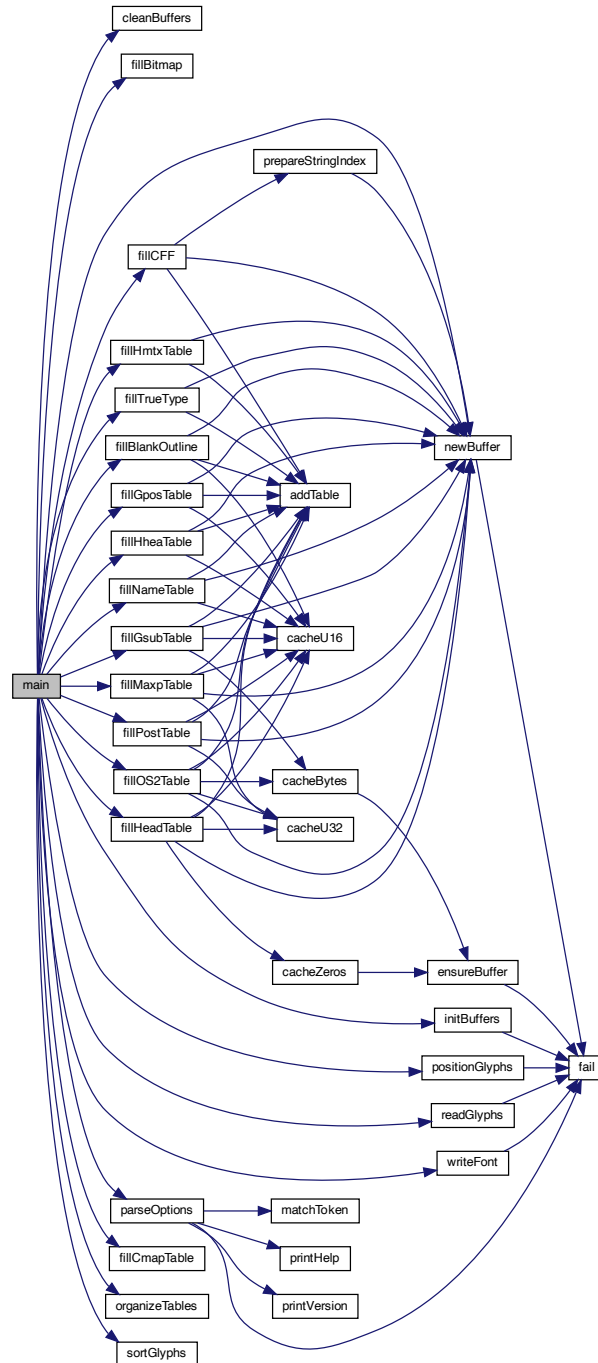 cleanBuffers
fillBitmap
prepareStringIndex
fillCFF
fillHmtxTable
fillTrueType
fillBlankOutline
newBuffer
fillGposTable
addTable
fillHheaTable
fillNameTable
fillGsubTable
cacheU16
main
fillMaxpTable
fillPostTable
fillOS2Table
cacheBytes
fillHeadTable
cacheU32
cacheZeros
ensureBuffer
initBuffers
positionGlyphs
fail
readGlyphs
writeFont
parseOptions
matchToken
fillCmapTable
printHelp
organizeTables
printVersion
sortGlyphs